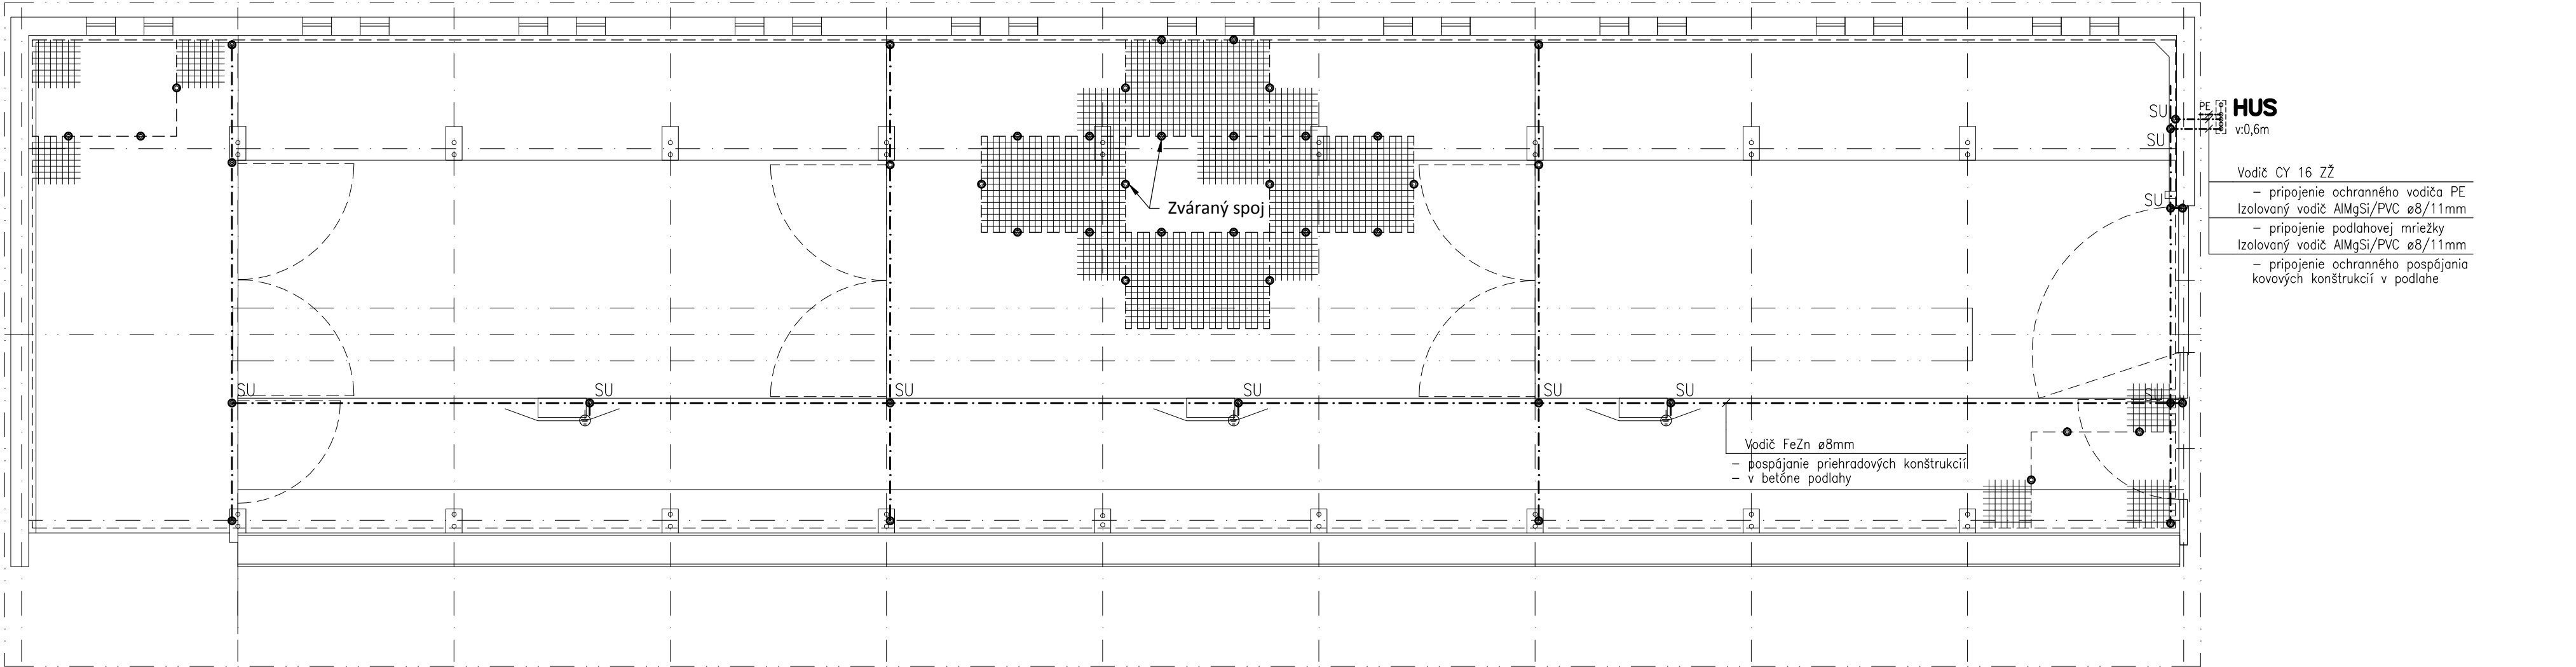 SU
SU
SU
PE
HUS
v:0,6m
Vodič CY 16 ZŽ
– pripojenie ochranného vodiča PE
Izolovaný vodič AlMgSi/PVC ø8/11mm
– pripojenie podlahovej mriežky
Izolovaný vodič AlMgSi/PVC ø8/11mm
– pripojenie ochranného pospájania
kovových konštrukcií v podlahe
Zváraný spoj
SU
SU
SU
SU
SU
SU
SU
Vodič FeZn ø8mm
– pospájanie priehradových konštrukcií
– v betóne podlahy